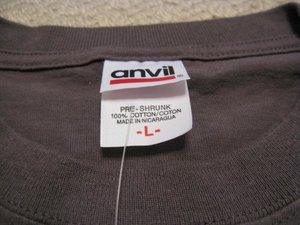 anvil
PRE-SHRUNK
100% COTTON/COTON
MADE IN NICARAGUA
-L-